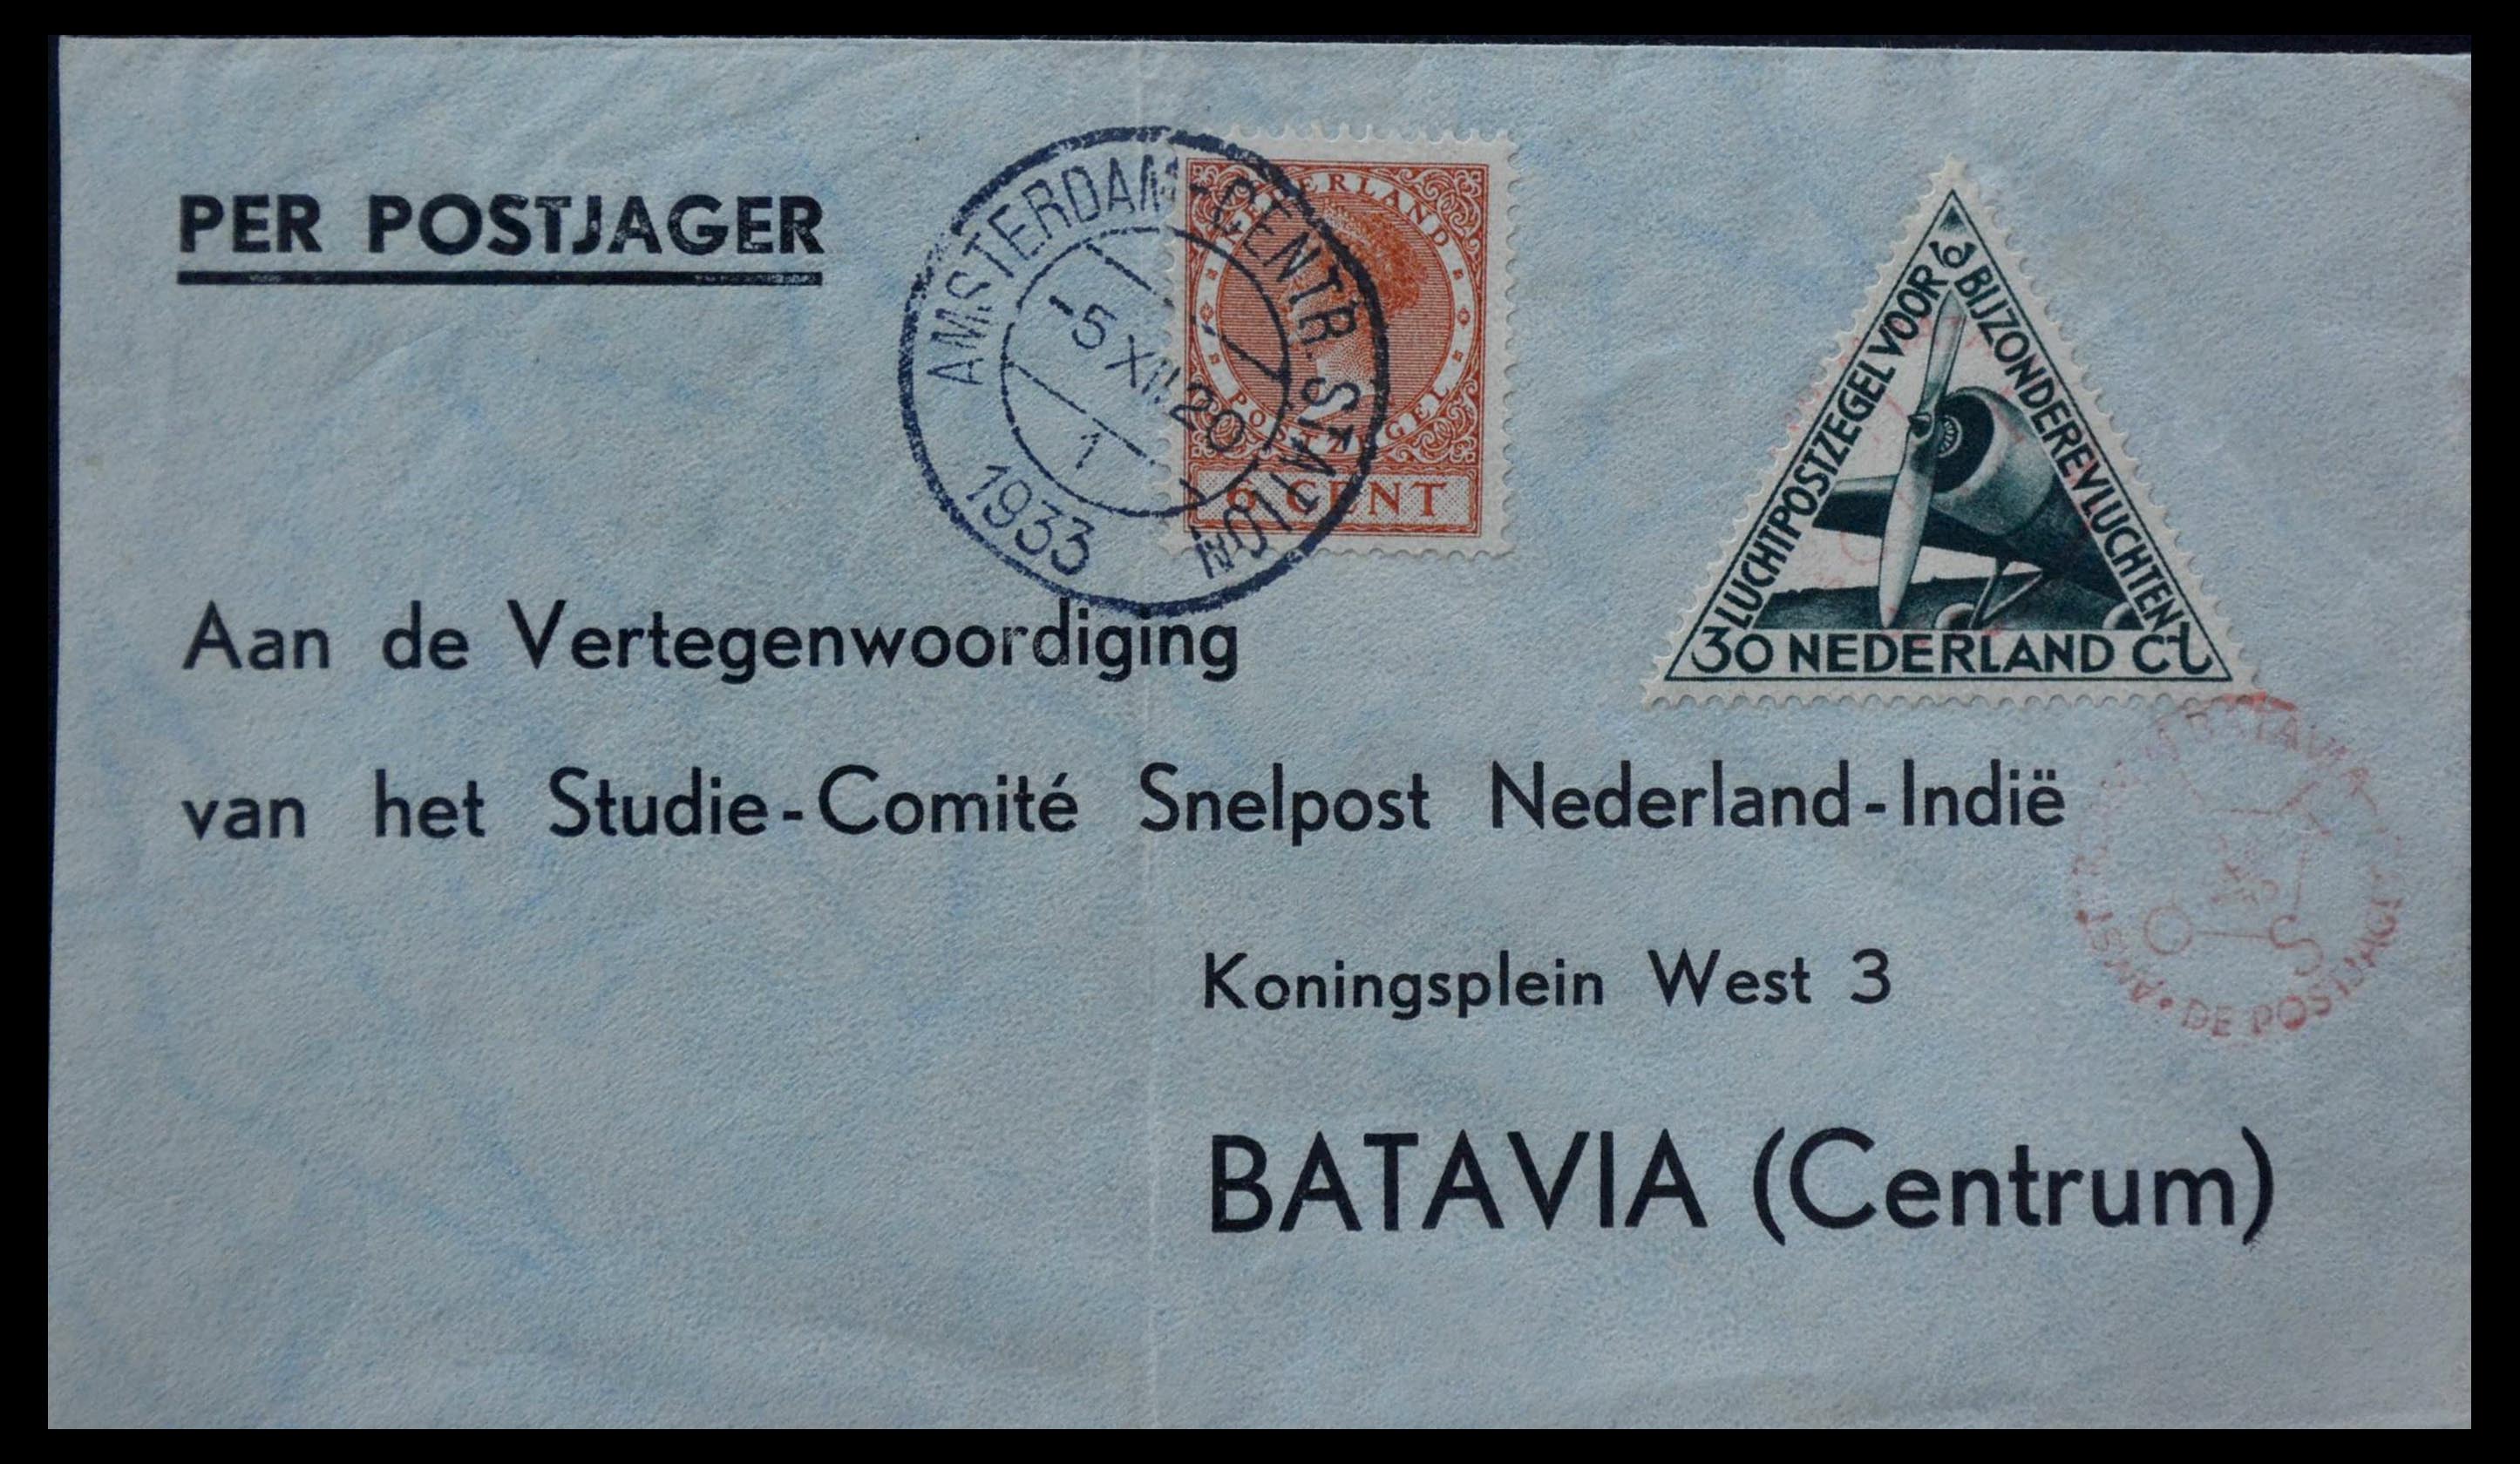 PER POSTJAGER
AMSTERDAM-CENTR. STATION
-5 XII 20
1
1933
NEDERLAND
POSTZEGEL
6 CENT
LUCHTPOSTZEGEL VOOR BIJZONDERE VLUCHTEN
30 NEDERLAND Ct
Aan de Vertegenwoordiging
van het Studie-Comité Snelpost Nederland-Indië
Koningsplein West 3
BATAVIA (Centrum)
BATAVIA
DE POSTJAGER